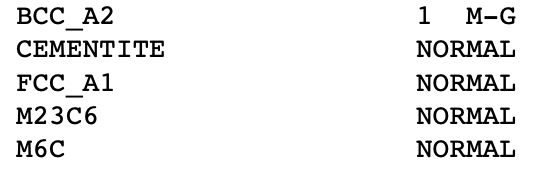 BCC_A2 1 M-G
CEMENTITE NORMAL
FCC_A1 NORMAL
M23C6 NORMAL
M6C NORMAL